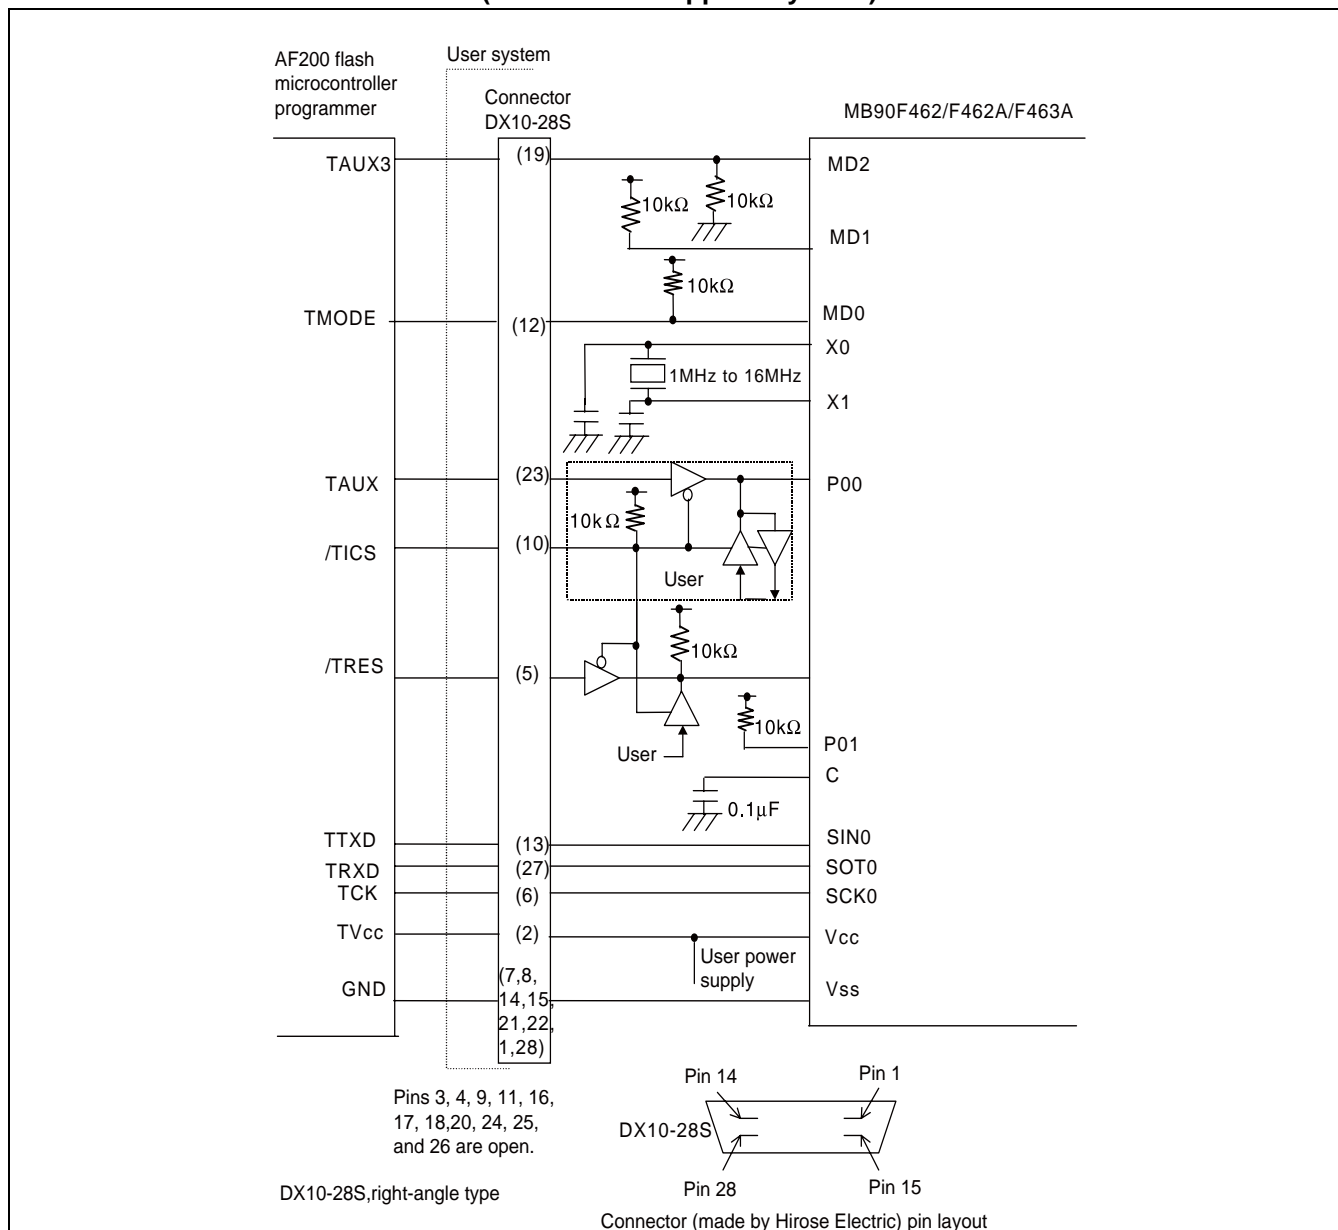 AF200 flash
microcontroller
programmer
User system
Connector
DX10-28S
MB90F462/F462A/F463A
TAUX3
(19)
MD2
10kΩ
10kΩ
MD1
10kΩ
TMODE
(12)
MD0
X0
1MHz to 16MHz
X1
TAUX
(23)
P00
10kΩ
/TICS
(10)
User
/TRES
(5)
10kΩ
10kΩ
User
P01
C
0.1µF
TTXD
(13)
SIN0
TRXD
(27)
SOT0
TCK
(6)
SCK0
TVcc
(2)
Vcc
User power
supply
GND
(7,8,
14,15,
21,22,
1,28)
Vss
Pins 3, 4, 9, 11, 16,
17, 18,20, 24, 25,
and 26 are open.
Pin 14
Pin 1
DX10-28S
Pin 28
Pin 15
DX10-28S,right-angle type
Connector (made by Hirose Electric) pin layout